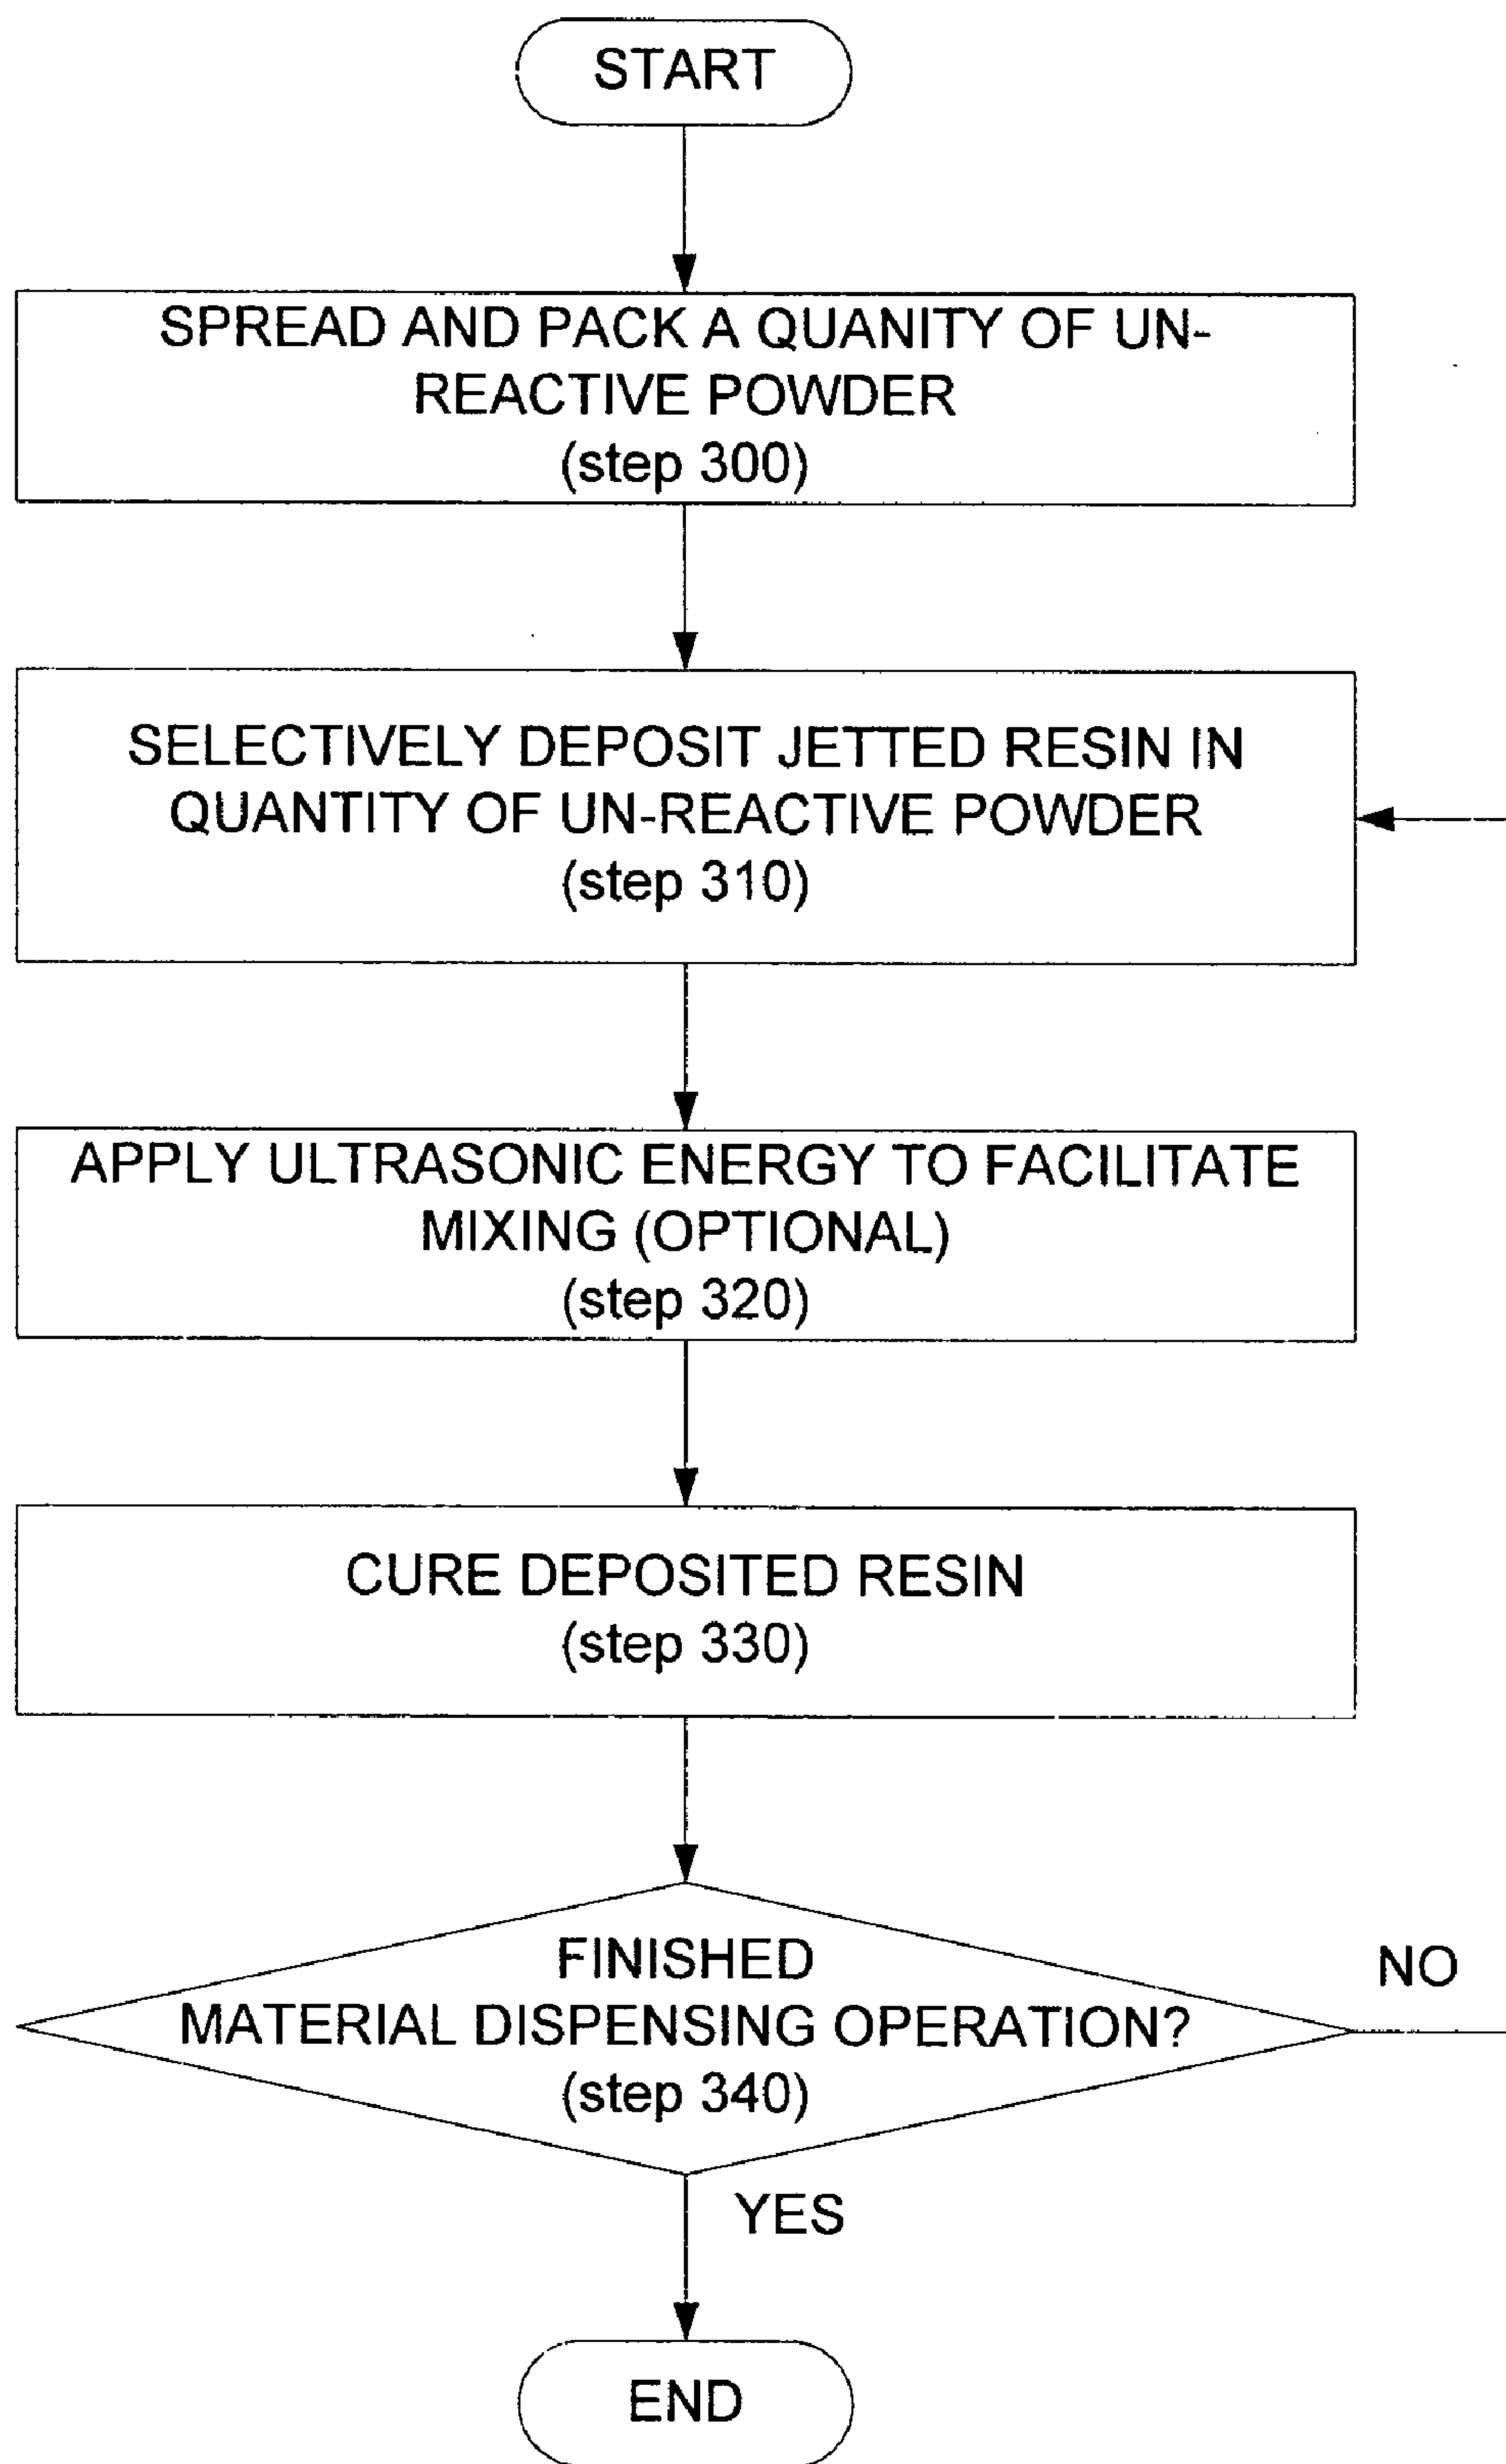 START
SPREAD AND PACK A QUANITY OF UN-
REACTIVE POWDER
(step 300)
SELECTIVELY DEPOSIT JETTED RESIN IN
QUANTITY OF UN-REACTIVE POWDER
(step 310)
APPLY ULTRASONIC ENERGY TO FACILITATE
MIXING (OPTIONAL)
(step 320)
CURE DEPOSITED RESIN
(step 330)
FINISHED
MATERIAL DISPENSING OPERATION?
(step 340)
NO
YES
END